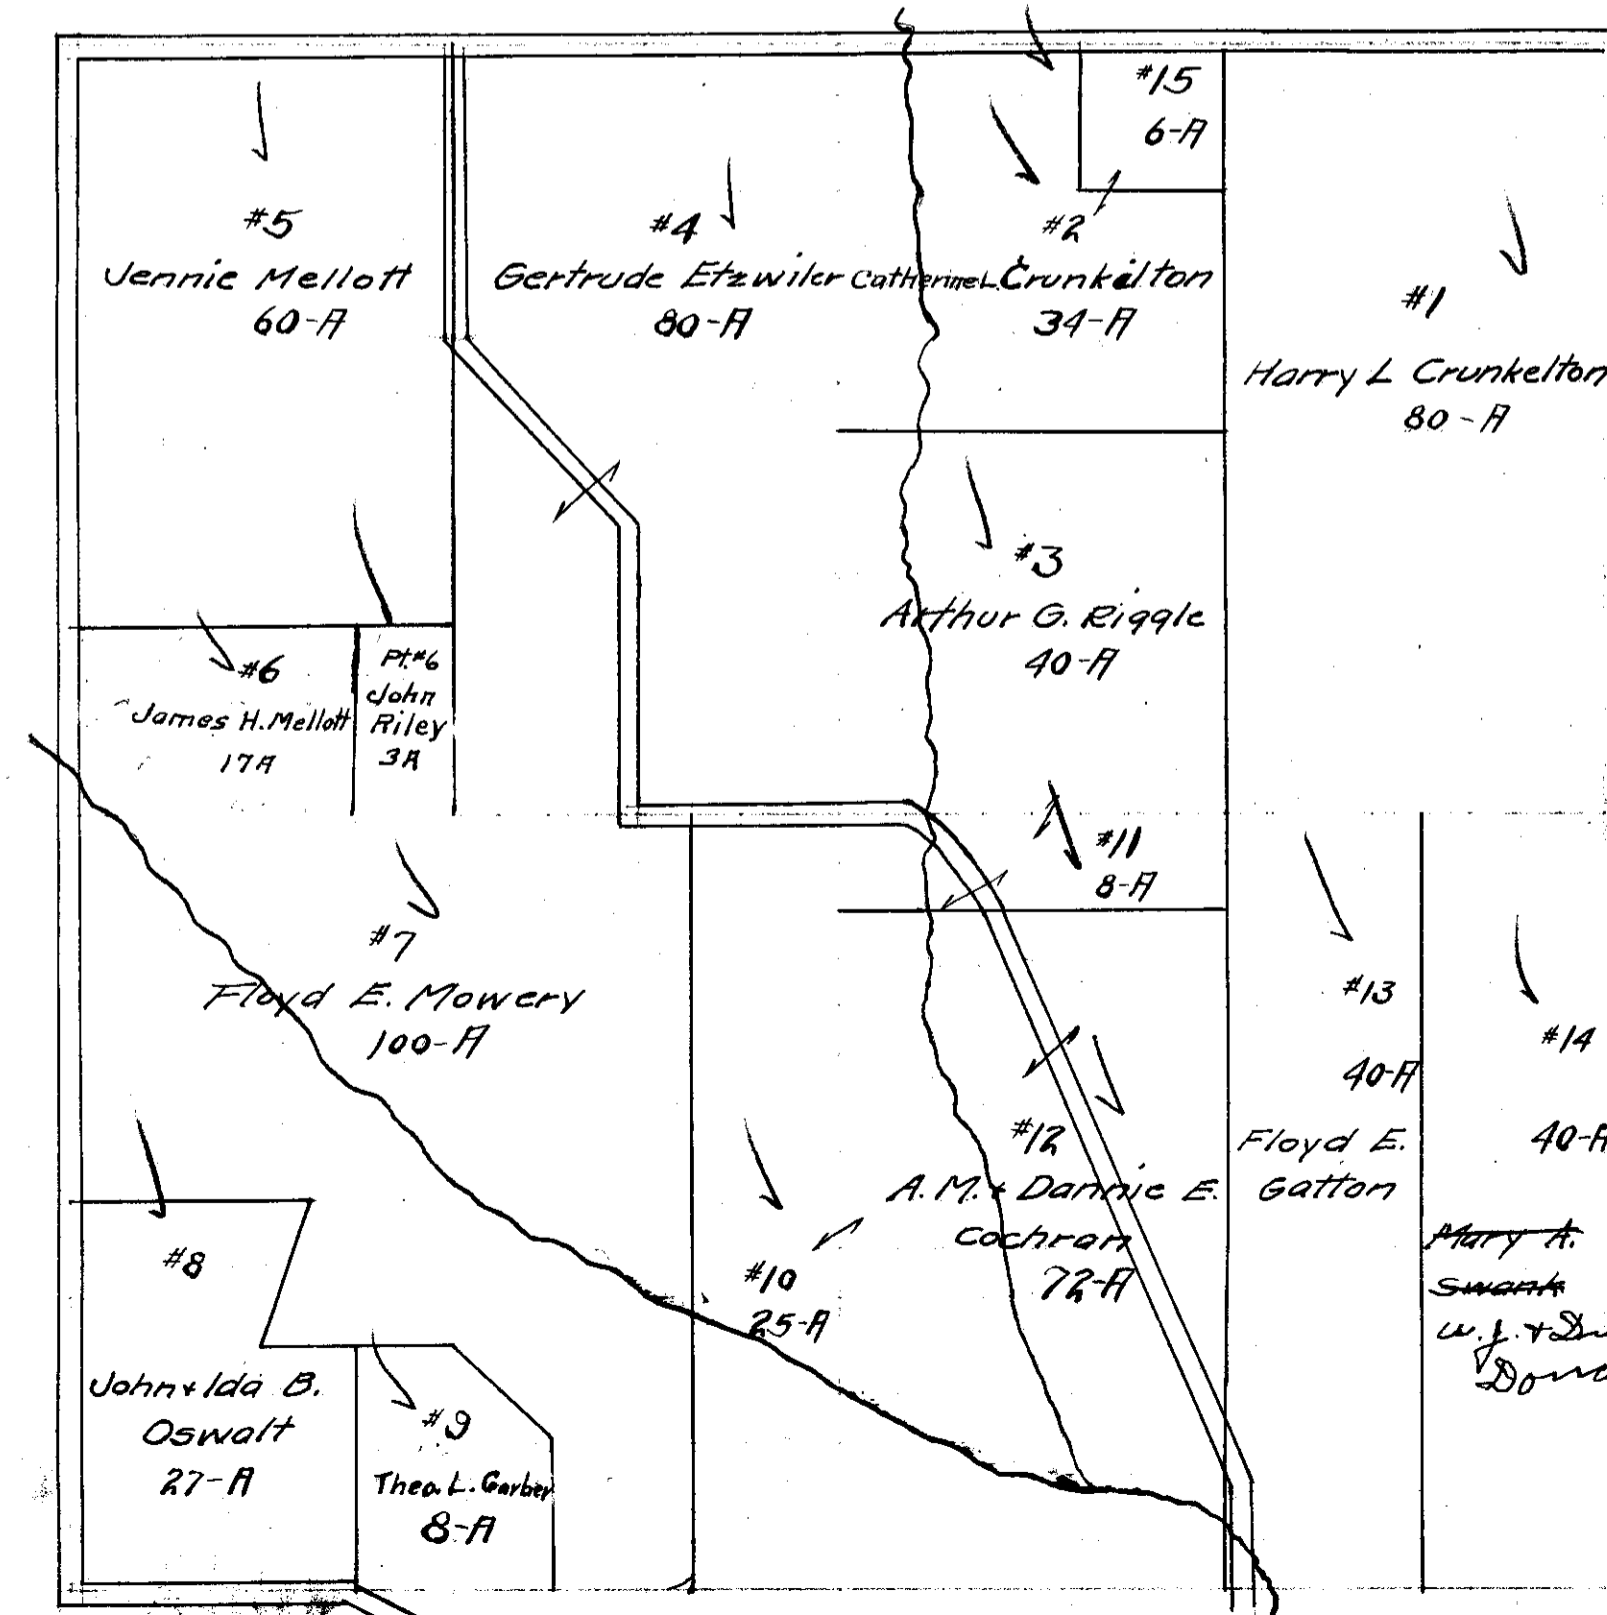 #15
6-A
#5
Jennie Mellott
60-A
#4
Gertrude Etzwiler
80-A
#2
Catherine L. Crunkilton
34-A
#1
Harry L Crunkelton
80-A
#3
Arthur G. Riggle
40-A
#6
James H. Mellott
17A
Pt.#6
John
Riley
3A
#11
8-A
#7
Floyd E. Mowery
100-A
#13
40-A
Floyd E.
Gatton
#14
40-A
Mary A.
Swank
W. J. +
#12
A.M. + Dannie E.
Cochran
72-A
#10
25-A
#8
John + Ida B.
Oswalt
27-A
#9
Thea. L. Garber
8-A